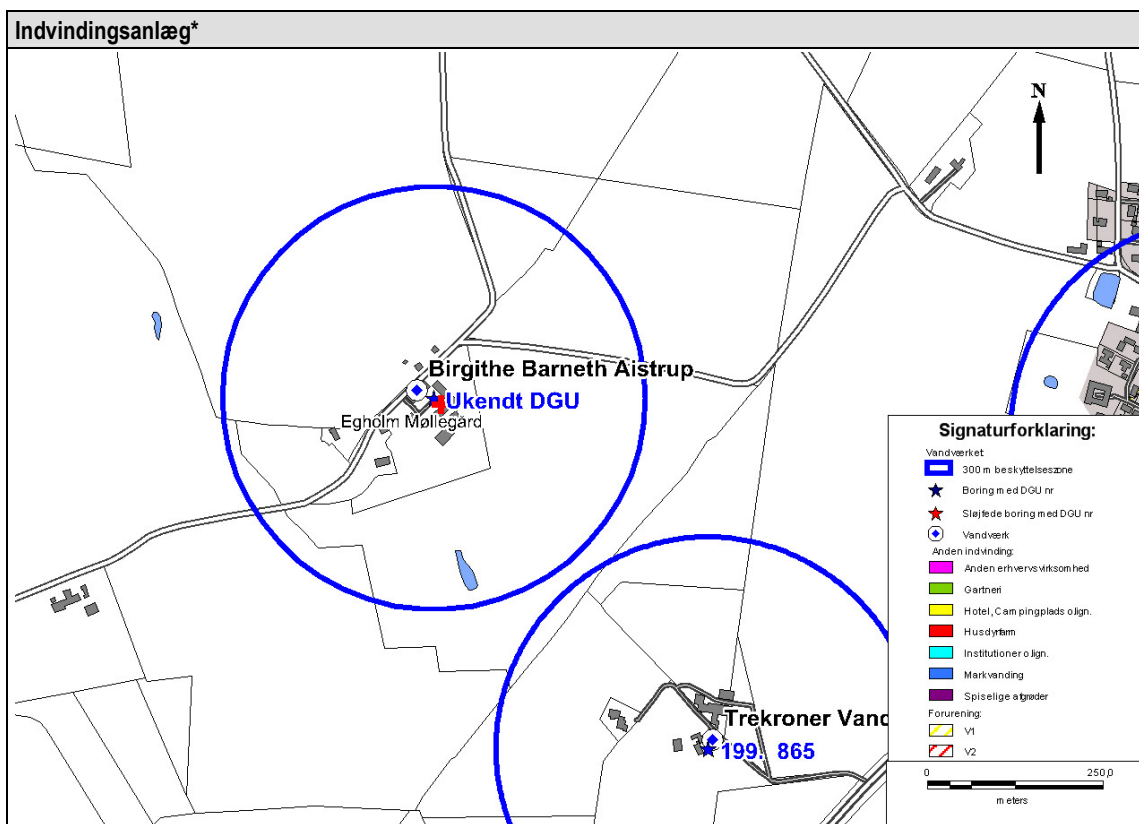 Indvindingsanlæg*
N
Birgithe Barneth Aistrup
Ukendt DGU
Egholm Møllegård
Trekroner Vand
199. 865
Signaturforklaring:
Vandværket:
300 m beskyttelseszone
Boring med DGU nr
Sløjfede boring med DGU nr
Vandværk
Anden indvinding:
Anden erhvervsvirksomhed
Gartneri
Hotel, Campingplads o.lign.
Husdyrfarm
Institutioner o.lign.
Markvanding
Spiselige afgrøder
Forurening:
V1
V2
0 250,0
meters